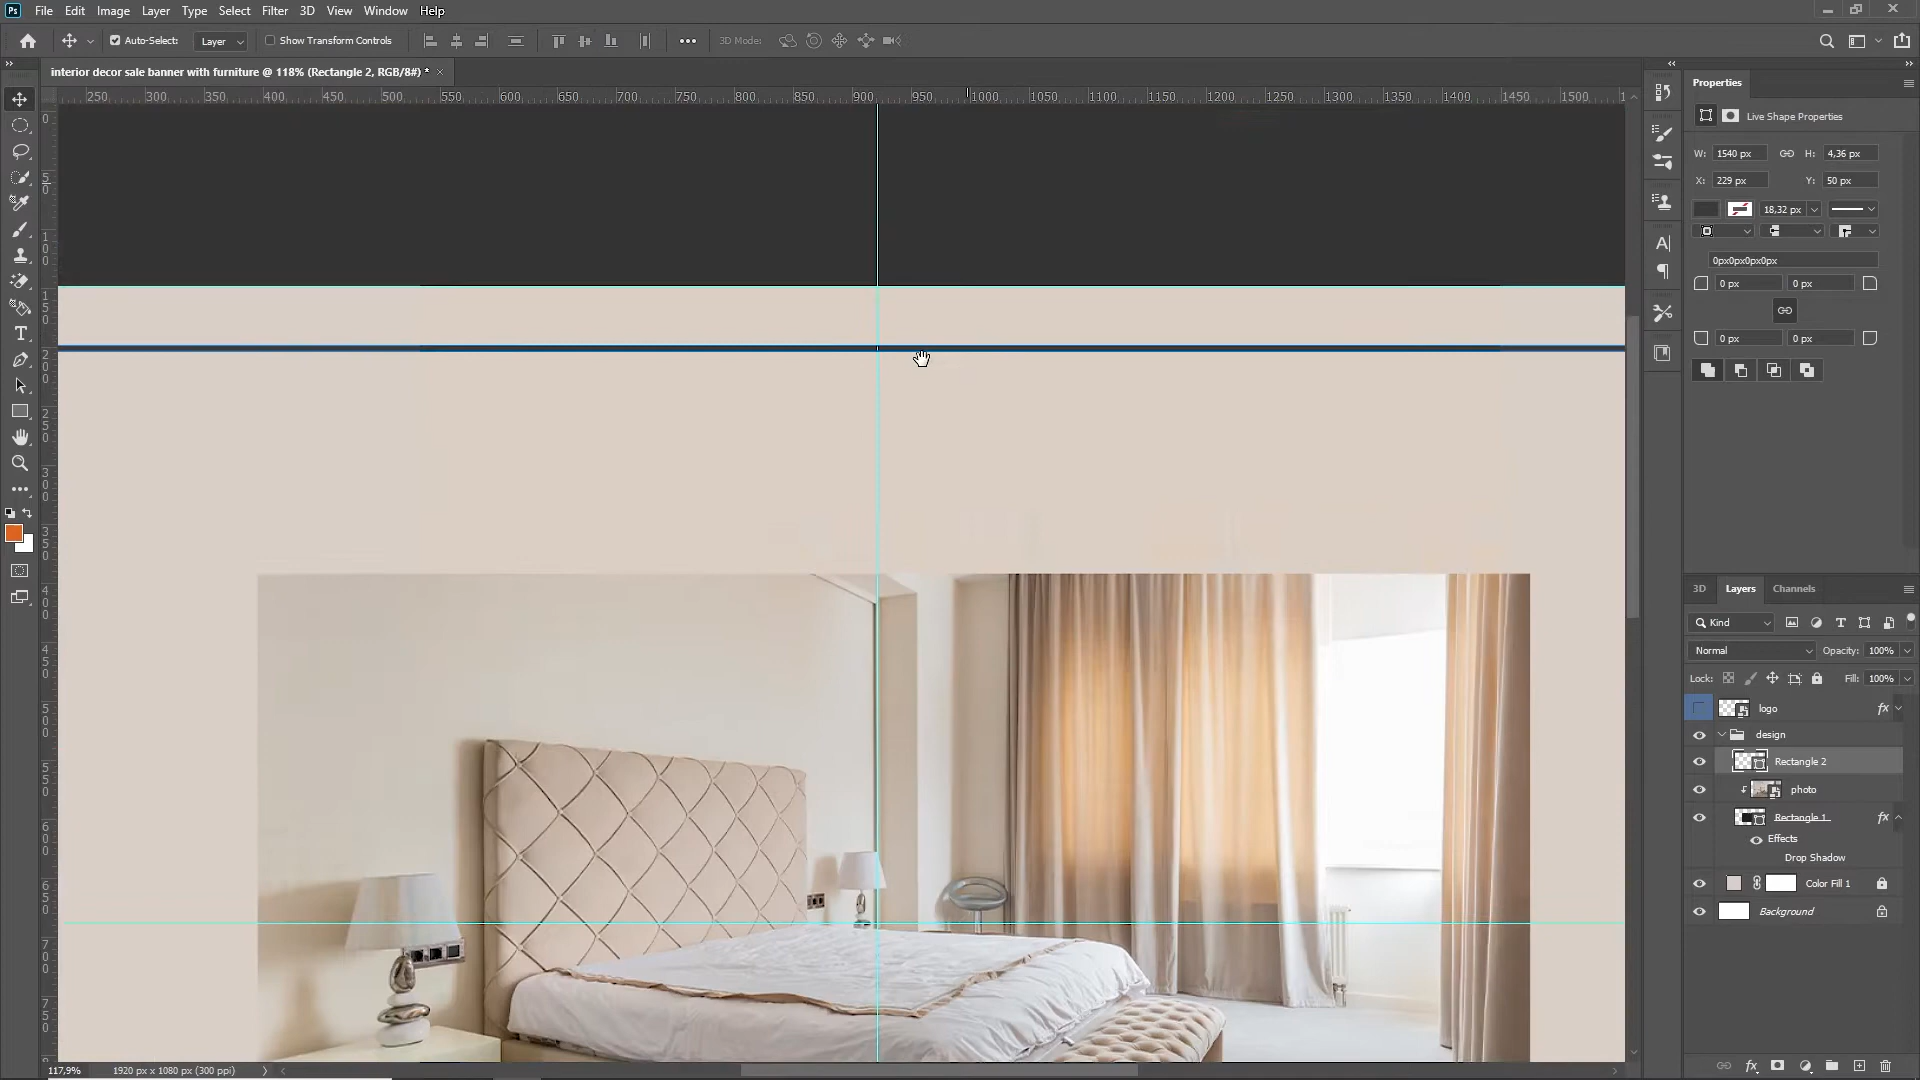 Ps File Edit Image Layer Type Select Filter 3D View Window Help
Auto-Select: Layer Show Transform Controls 3D Mode:
interior decor sale banner with furniture @ 118% (Rectangle 2, RGB/8#) *
250 300 350 400 450 500 550 600 650 700 750 800 850 900 950 1000 1050 1100 1150 1200 1250 1300 1350 1400 1450 1500
Properties
Live Shape Properties
W: 1540 px H: 4,36 px
X: 229 px Y: 50 px
18,32 px
0px0px0px0px
0 px 0 px
0 px 0 px
3D Layers Channels
Kind
Normal Opacity: 100%
Lock: Fill: 100%
logo fx
design
Rectangle 2
photo
Rectangle 1 fx
Effects
Drop Shadow
Color Fill 1
Background
117,9% 1920 px x 1080 px (300 ppi)